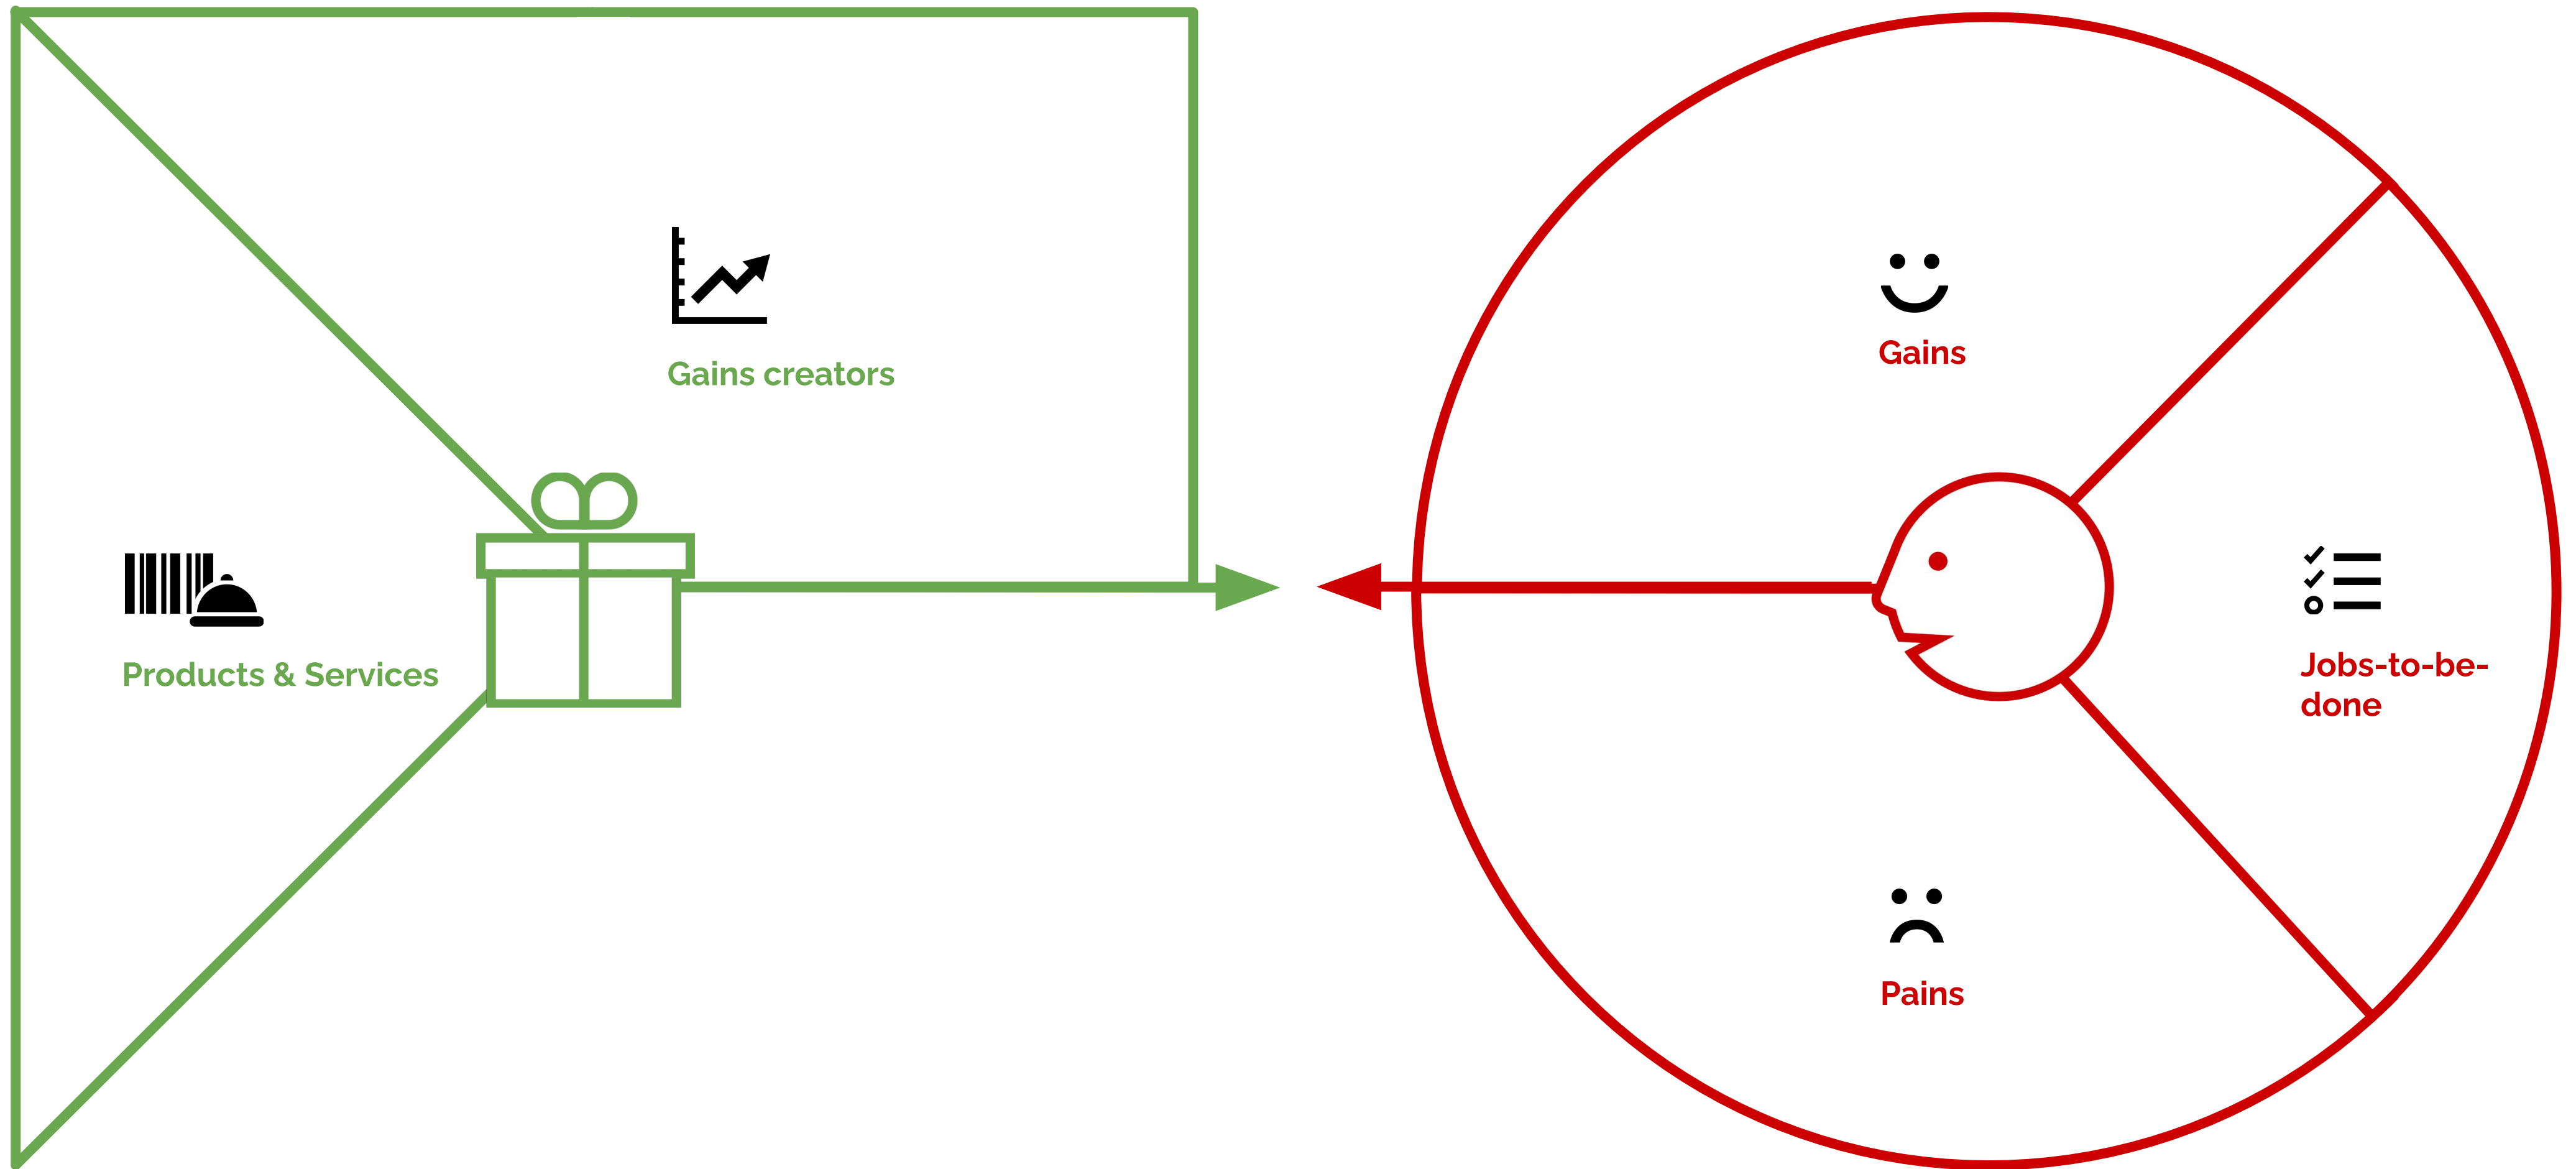 Gains creators
Products & Services
Gains
Jobs-to-be-
done
Pains